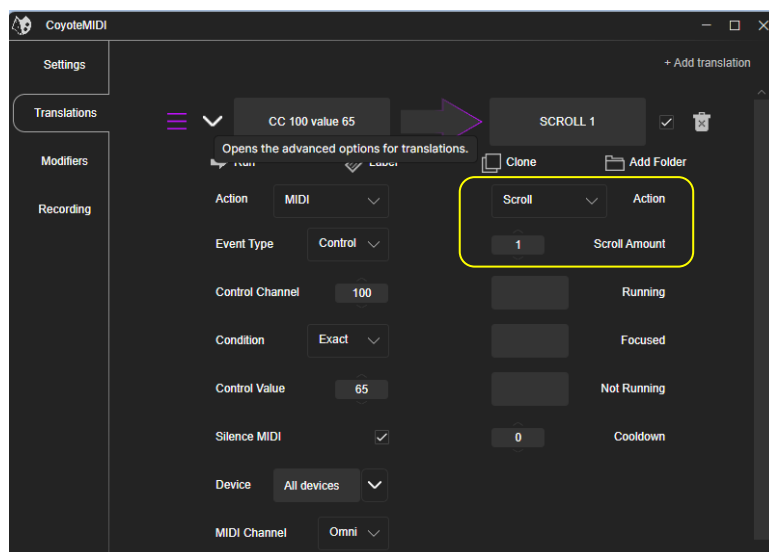 CoyoteMIDI
Settings
Translations
Modifiers
Recording
+ Add translation
CC 100 value 65
SCROLL 1
Opens the advanced options for translations.
Run
Label
Clone
Add Folder
Action MIDI
Scroll Action
Event Type Control
1 Scroll Amount
Control Channel 100
Running
Condition Exact
Focused
Control Value 65
Not Running
Silence MIDI
0 Cooldown
Device All devices
MIDI Channel Omni